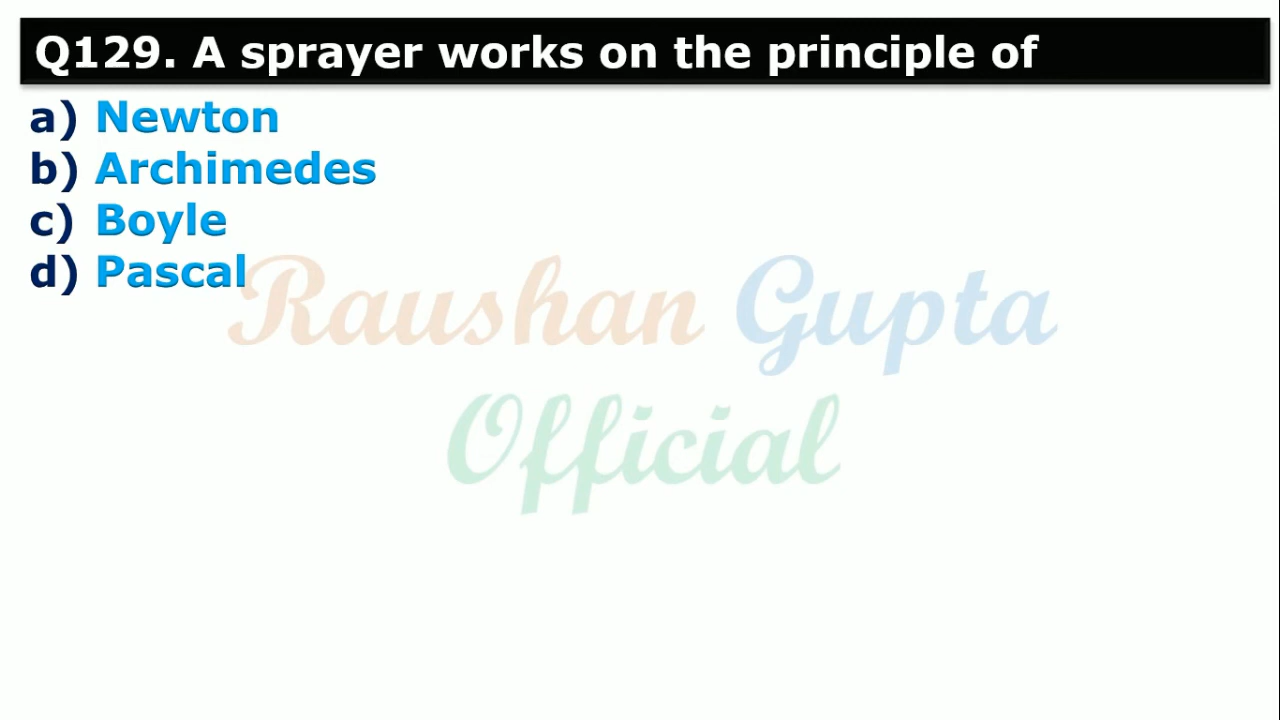 Q129. A sprayer works on the principle of
a) Newton
b) Archimedes
c) Boyle
d) Pascal
Raushan Gupta
Official